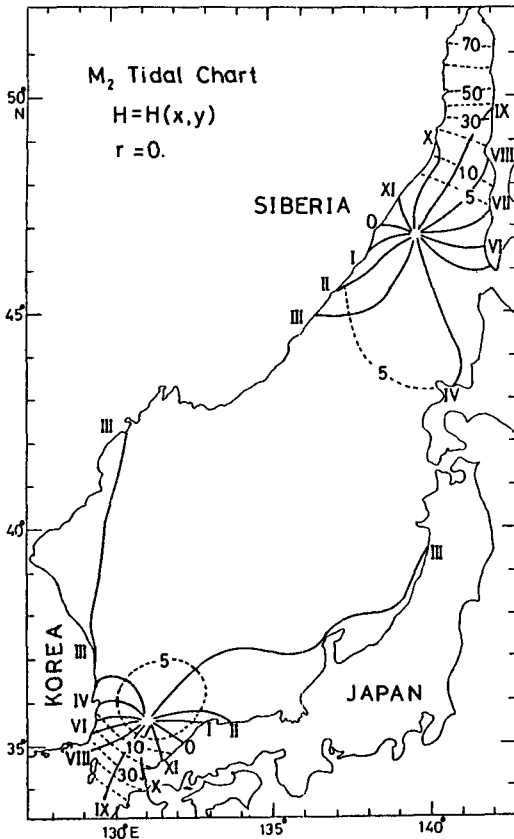 M₂ Tidal Chart
H=H(x,y)
r=0.
50°
N
45°
40°
35°
130°E
135°
140°
SIBERIA
KOREA
JAPAN
70
50
30
IX
X
VIII
10
XI
5
VII
0
VI
I
II
III
5
IV
III
III
III
5
IV
VI
I
II
10
0
VIII
XI
30
X
IX